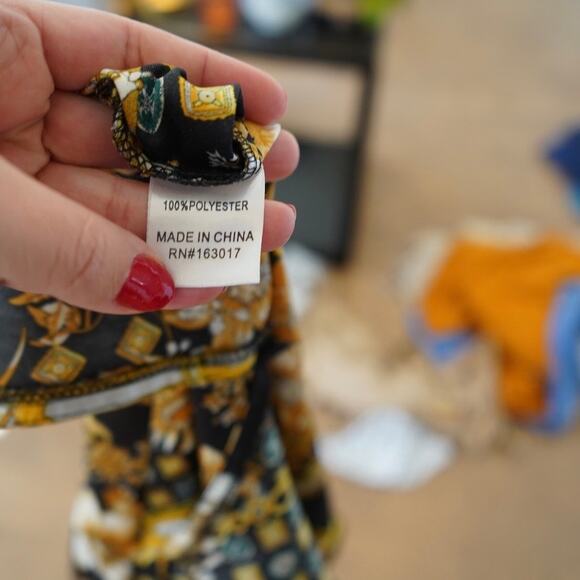 100%POLYESTER
MADE IN CHINA
RN#163017